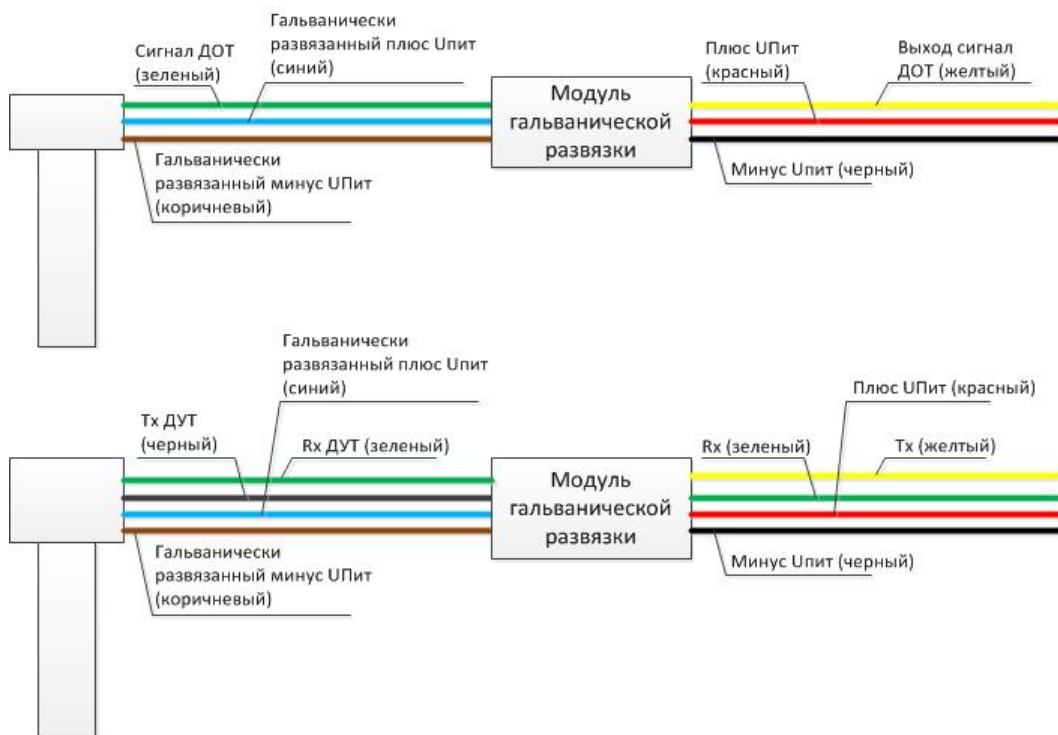 Гальванически
развязанный плюс Uпит
(синий)
Сигнал ДОТ
(зеленый)
Гальванически
развязанный минус UПит
(коричневый)
Модуль
гальванической
развязки
Плюс UПит
(красный)
Выход сигнал
ДОТ (желтый)
Минус Uпит (черный)
Гальванически
развязанный плюс Uпит
(синий)
Tx ДУТ
(черный)
Rx ДУТ (зеленый)
Гальванически
развязанный минус UПит
(коричневый)
Модуль
гальванической
развязки
Плюс UПит (красный)
Rx (зеленый)
Tx (желтый)
Минус Uпит (черный)